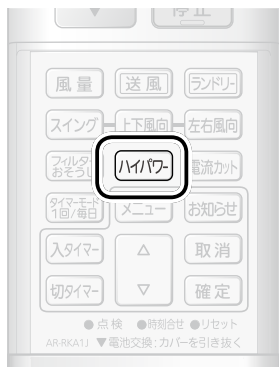 停止
風量 送風 ランドリー
スイング 上下風向 左右風向
フィルター ハイパワー 電流カット
おそうじ
タイマーモード メニュー お知らせ
1回/毎日
入タイマー △ 取消
切タイマー ▽ 確定
●点検 ●時刻合せ ●リセット
AR-RKA1J ▼電池交換:カバーを引き抜く